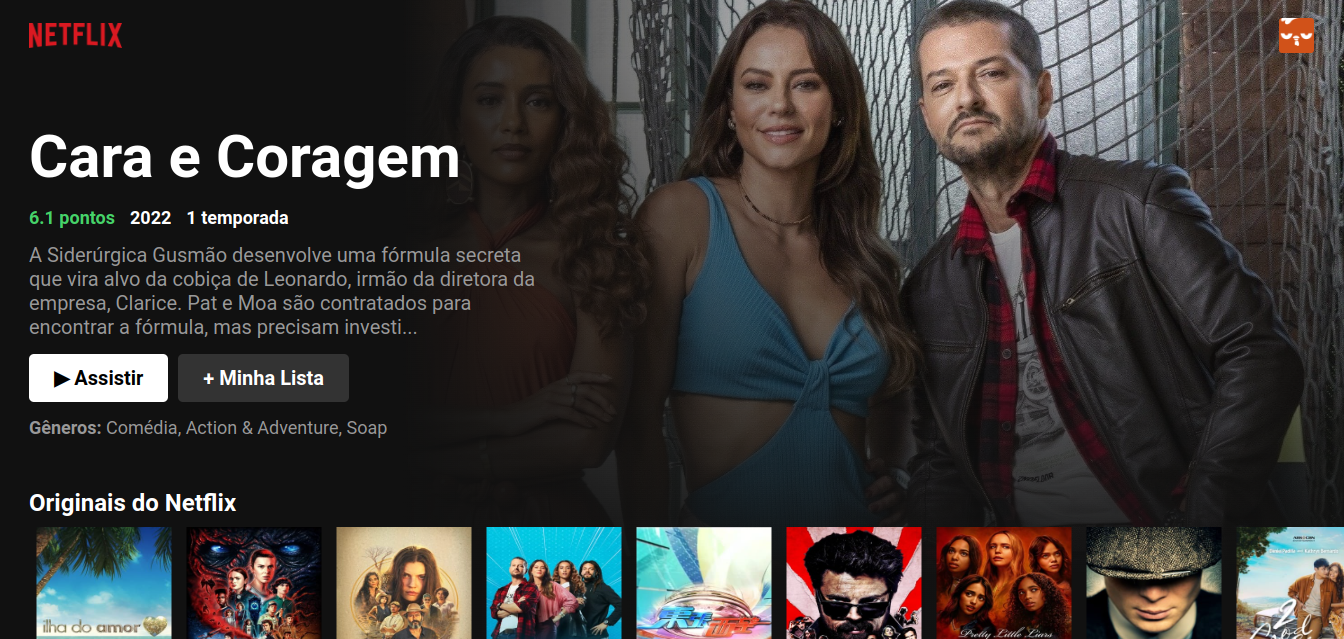 NETFLIX
Cara e Coragem
6.1 pontos 2022 1 temporada
A Siderúrgica Gusmão desenvolve uma fórmula secreta
que vira alvo da cobiça de Leonardo, irmão da diretora da
empresa, Clarice. Pat e Moa são contratados para
encontrar a fórmula, mas precisam investi...
▶ Assistir
+ Minha Lista
Gêneros: Comédia, Action & Adventure, Soap
Originais do Netflix
ilha do amor
Pretty Little Liars
2